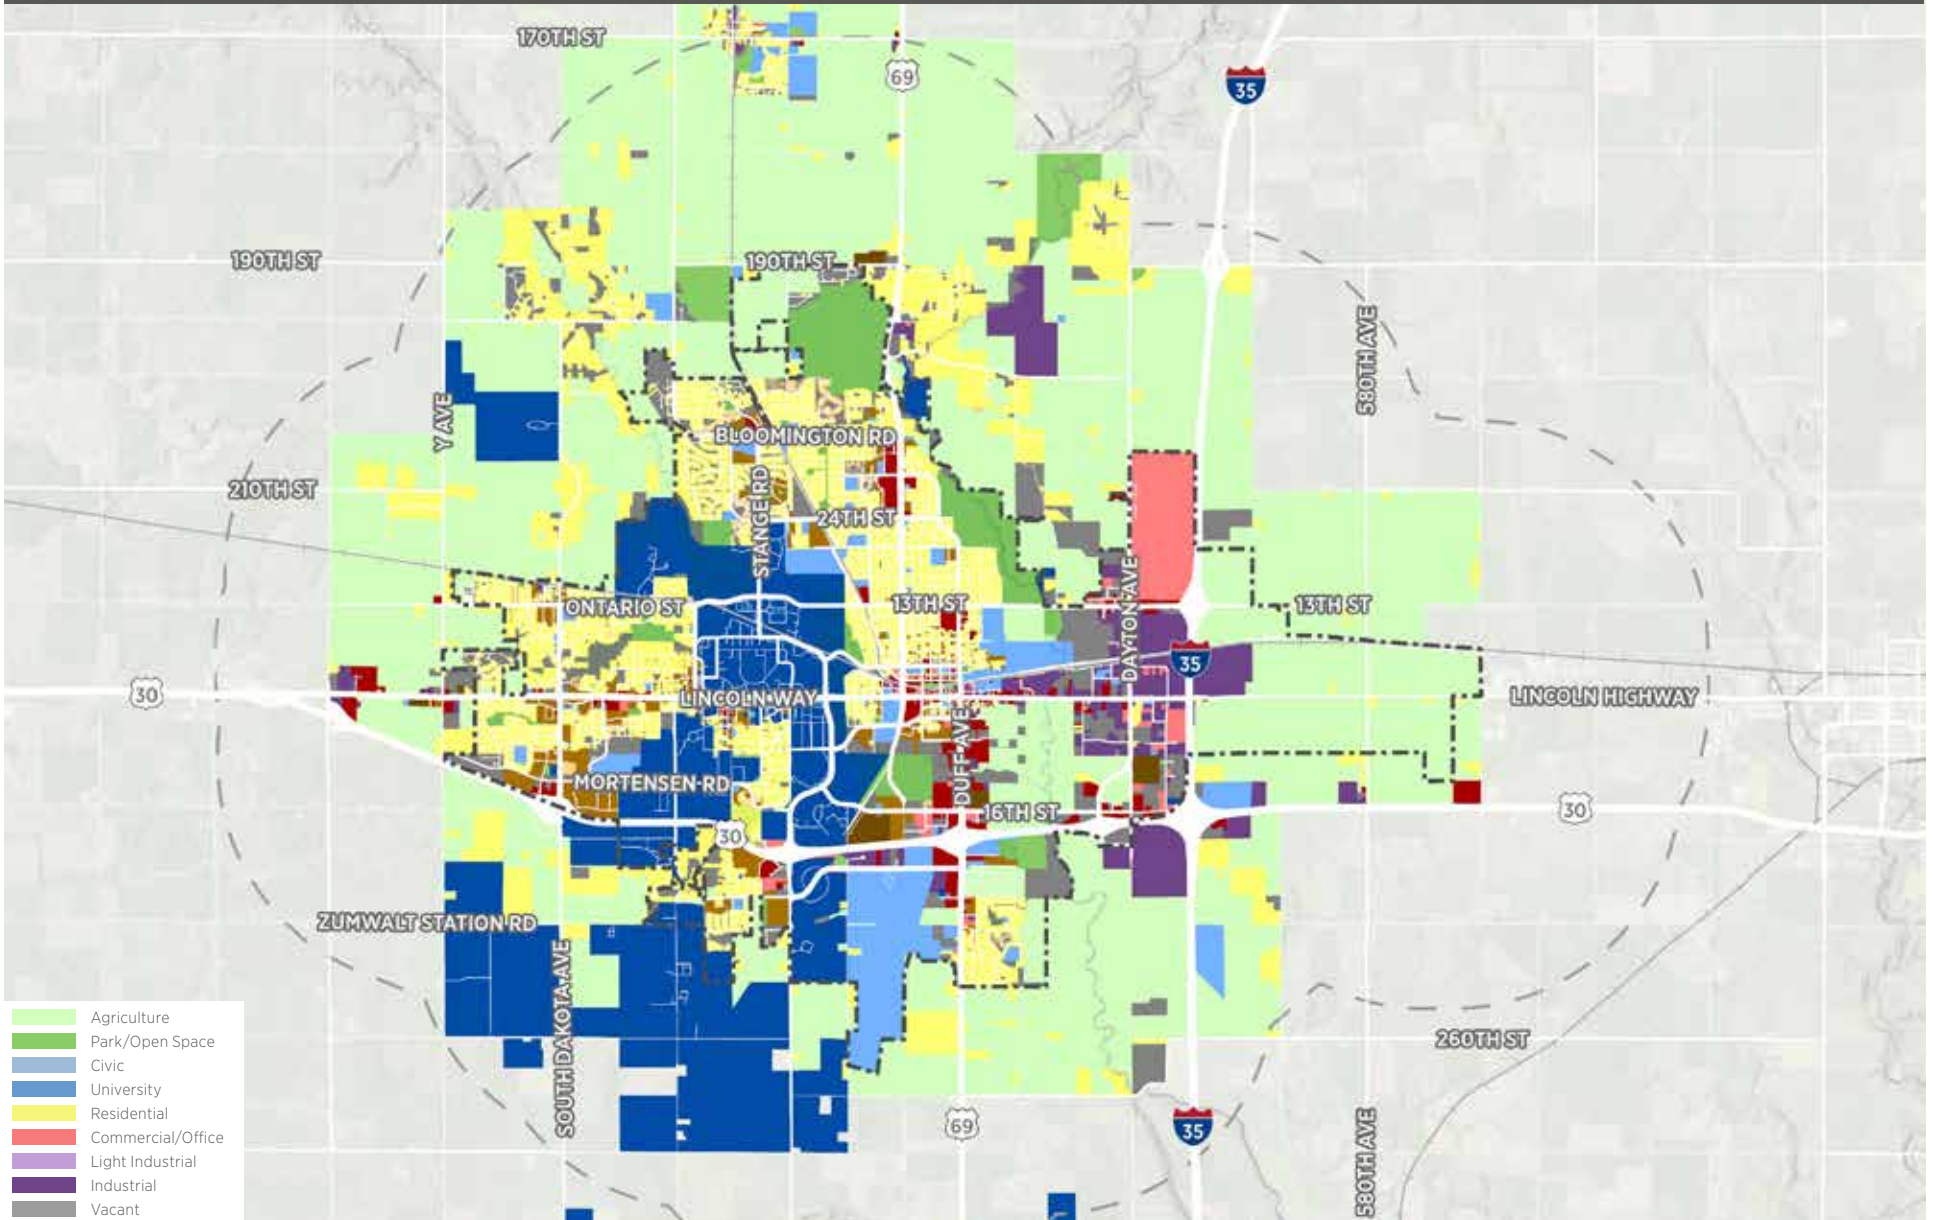 170TH ST
69
35
190TH ST
190TH ST
580TH AVE
Y AVE
BLOOMINGTON RD
210TH ST
STANGE RD
24TH ST
DAYTON AVE
ONTARIO ST
13TH ST
13TH ST
35
30
LINCOLN WAY
LINCOLN HIGHWAY
DUFF AVE
MORTENSEN RD
16TH ST
30
30
ZUMWALT STATION RD
SOUTH DAKOTA AVE
260TH ST
69
35
580TH AVE
Agriculture
Park/Open Space
Civic
University
Residential
Commercial/Office
Light Industrial
Industrial
Vacant